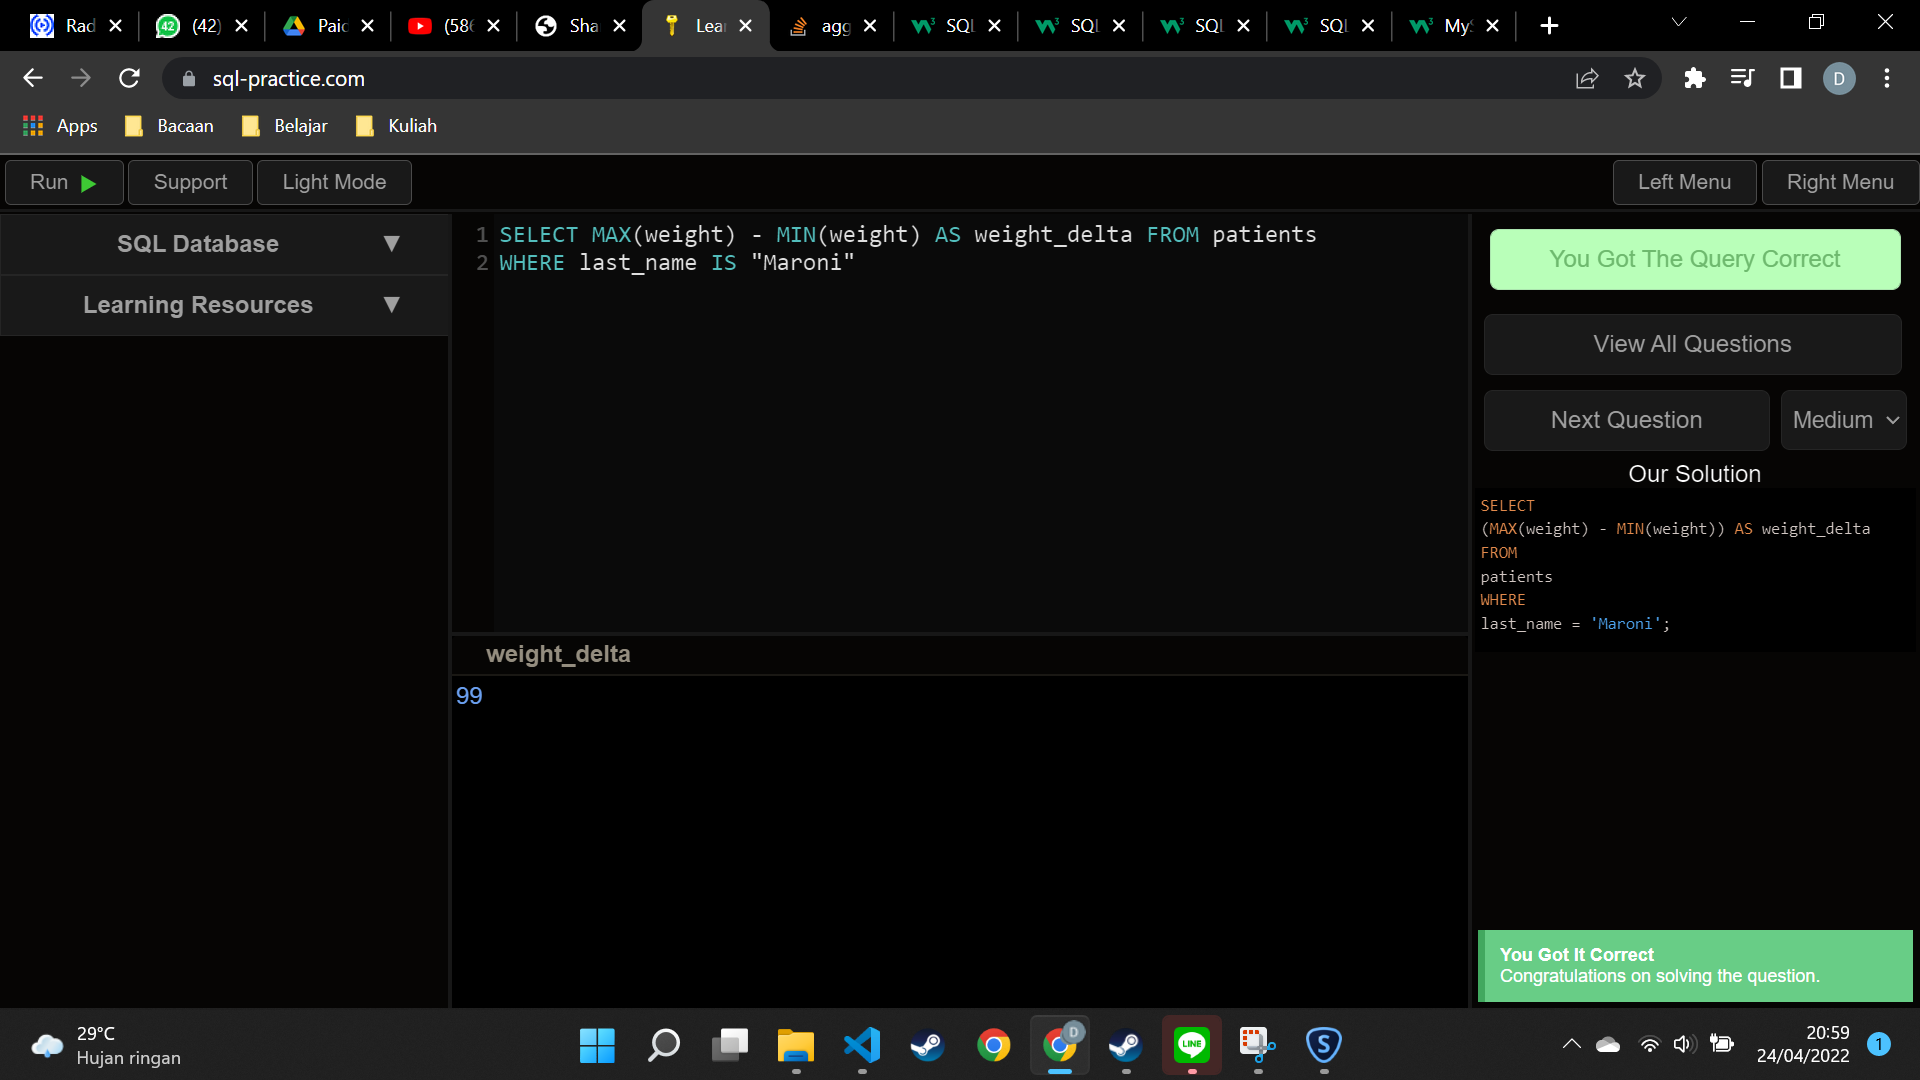 Rad
(42)
Paid
(58
Sha
Lear
agg
SQL
SQL
SQL
SQL
My
sql-practice.com
D
Apps
Bacaan
Belajar
Kuliah
Run
Support
Light Mode
Left Menu
Right Menu
SQL Database ▼
Learning Resources ▼
1 SELECT MAX(weight) - MIN(weight) AS weight_delta FROM patients
2 WHERE last_name IS "Maroni"
weight_delta
99
You Got The Query Correct
View All Questions
Next Question
Medium
Our Solution
SELECT
(MAX(weight) - MIN(weight)) AS weight_delta
FROM
patients
WHERE
last_name = 'Maroni';
You Got It Correct
Congratulations on solving the question.
29°C
Hujan ringan
D
LINE
S
20:59
24/04/2022
1